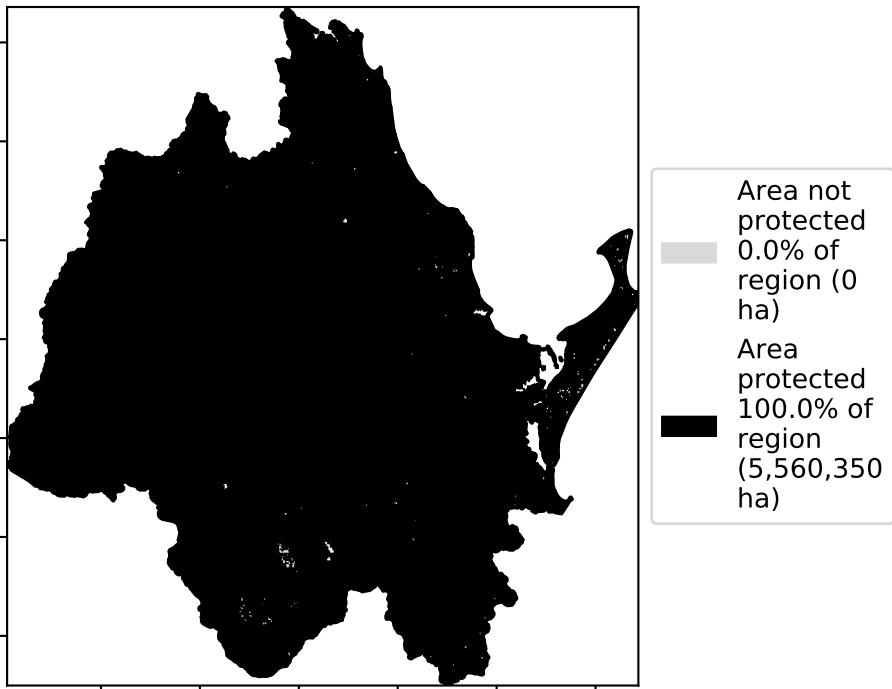 Area not
protected
0.0% of
region (0
ha)
Area
protected
100.0% of
region
(5,560,350
ha)